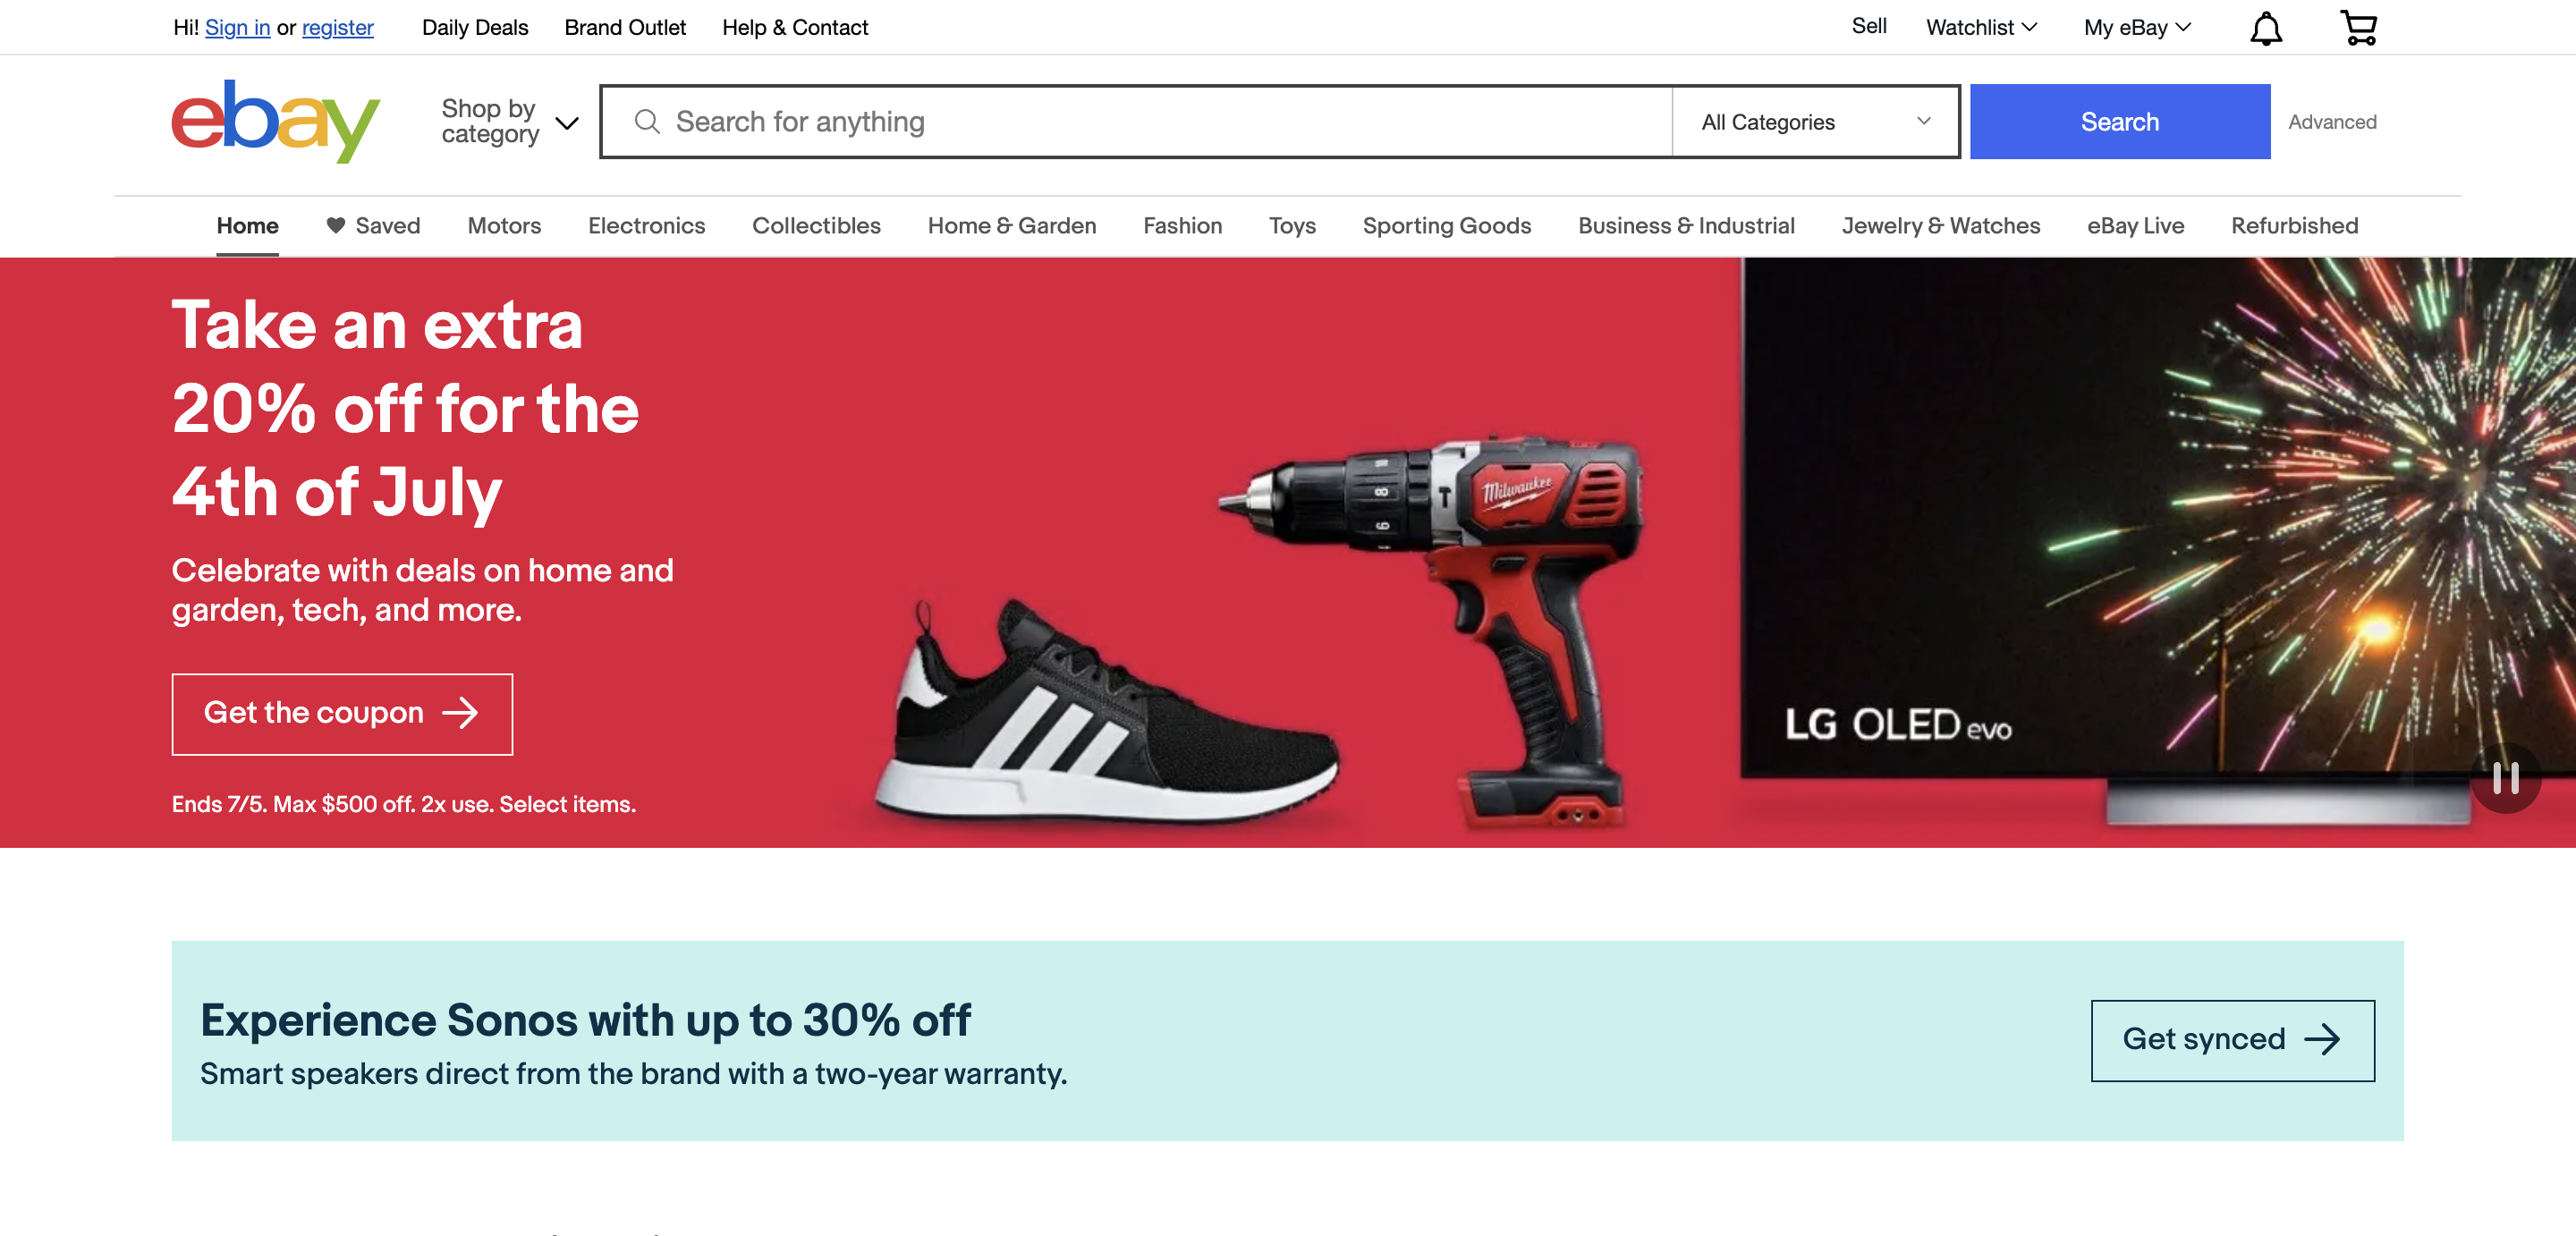 Hi! Sign in or register Daily Deals Brand Outlet Help & Contact Sell Watchlist My eBay
ebay
Shop by
category
Search for anything
All Categories
Search
Advanced
Home Saved Motors Electronics Collectibles Home & Garden Fashion Toys Sporting Goods Business & Industrial Jewelry & Watches eBay Live Refurbished
Take an extra
20% off for the
4th of July
Celebrate with deals on home and
garden, tech, and more.
Get the coupon
Ends 7/5. Max $500 off. 2x use. Select items.
Milwaukee
LG OLED evo
Experience Sonos with up to 30% off
Smart speakers direct from the brand with a two-year warranty.
Get synced